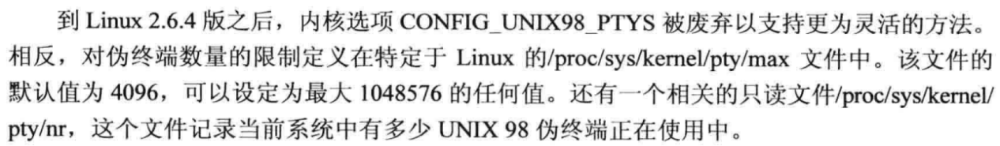 到 Linux 2.6.4 版之后，内核选项 CONFIG_UNIX98_PTYS 被废弃以支持更为灵活的方法。
相反，对伪终端数量的限制定义在特定于 Linux 的/proc/sys/kernel/pty/max 文件中。该文件的
默认值为 4096，可以设定为最大 1048576 的任何值。还有一个相关的只读文件/proc/sys/kernel/
pty/nr，这个文件记录当前系统中有多少 UNIX 98 伪终端正在使用中。